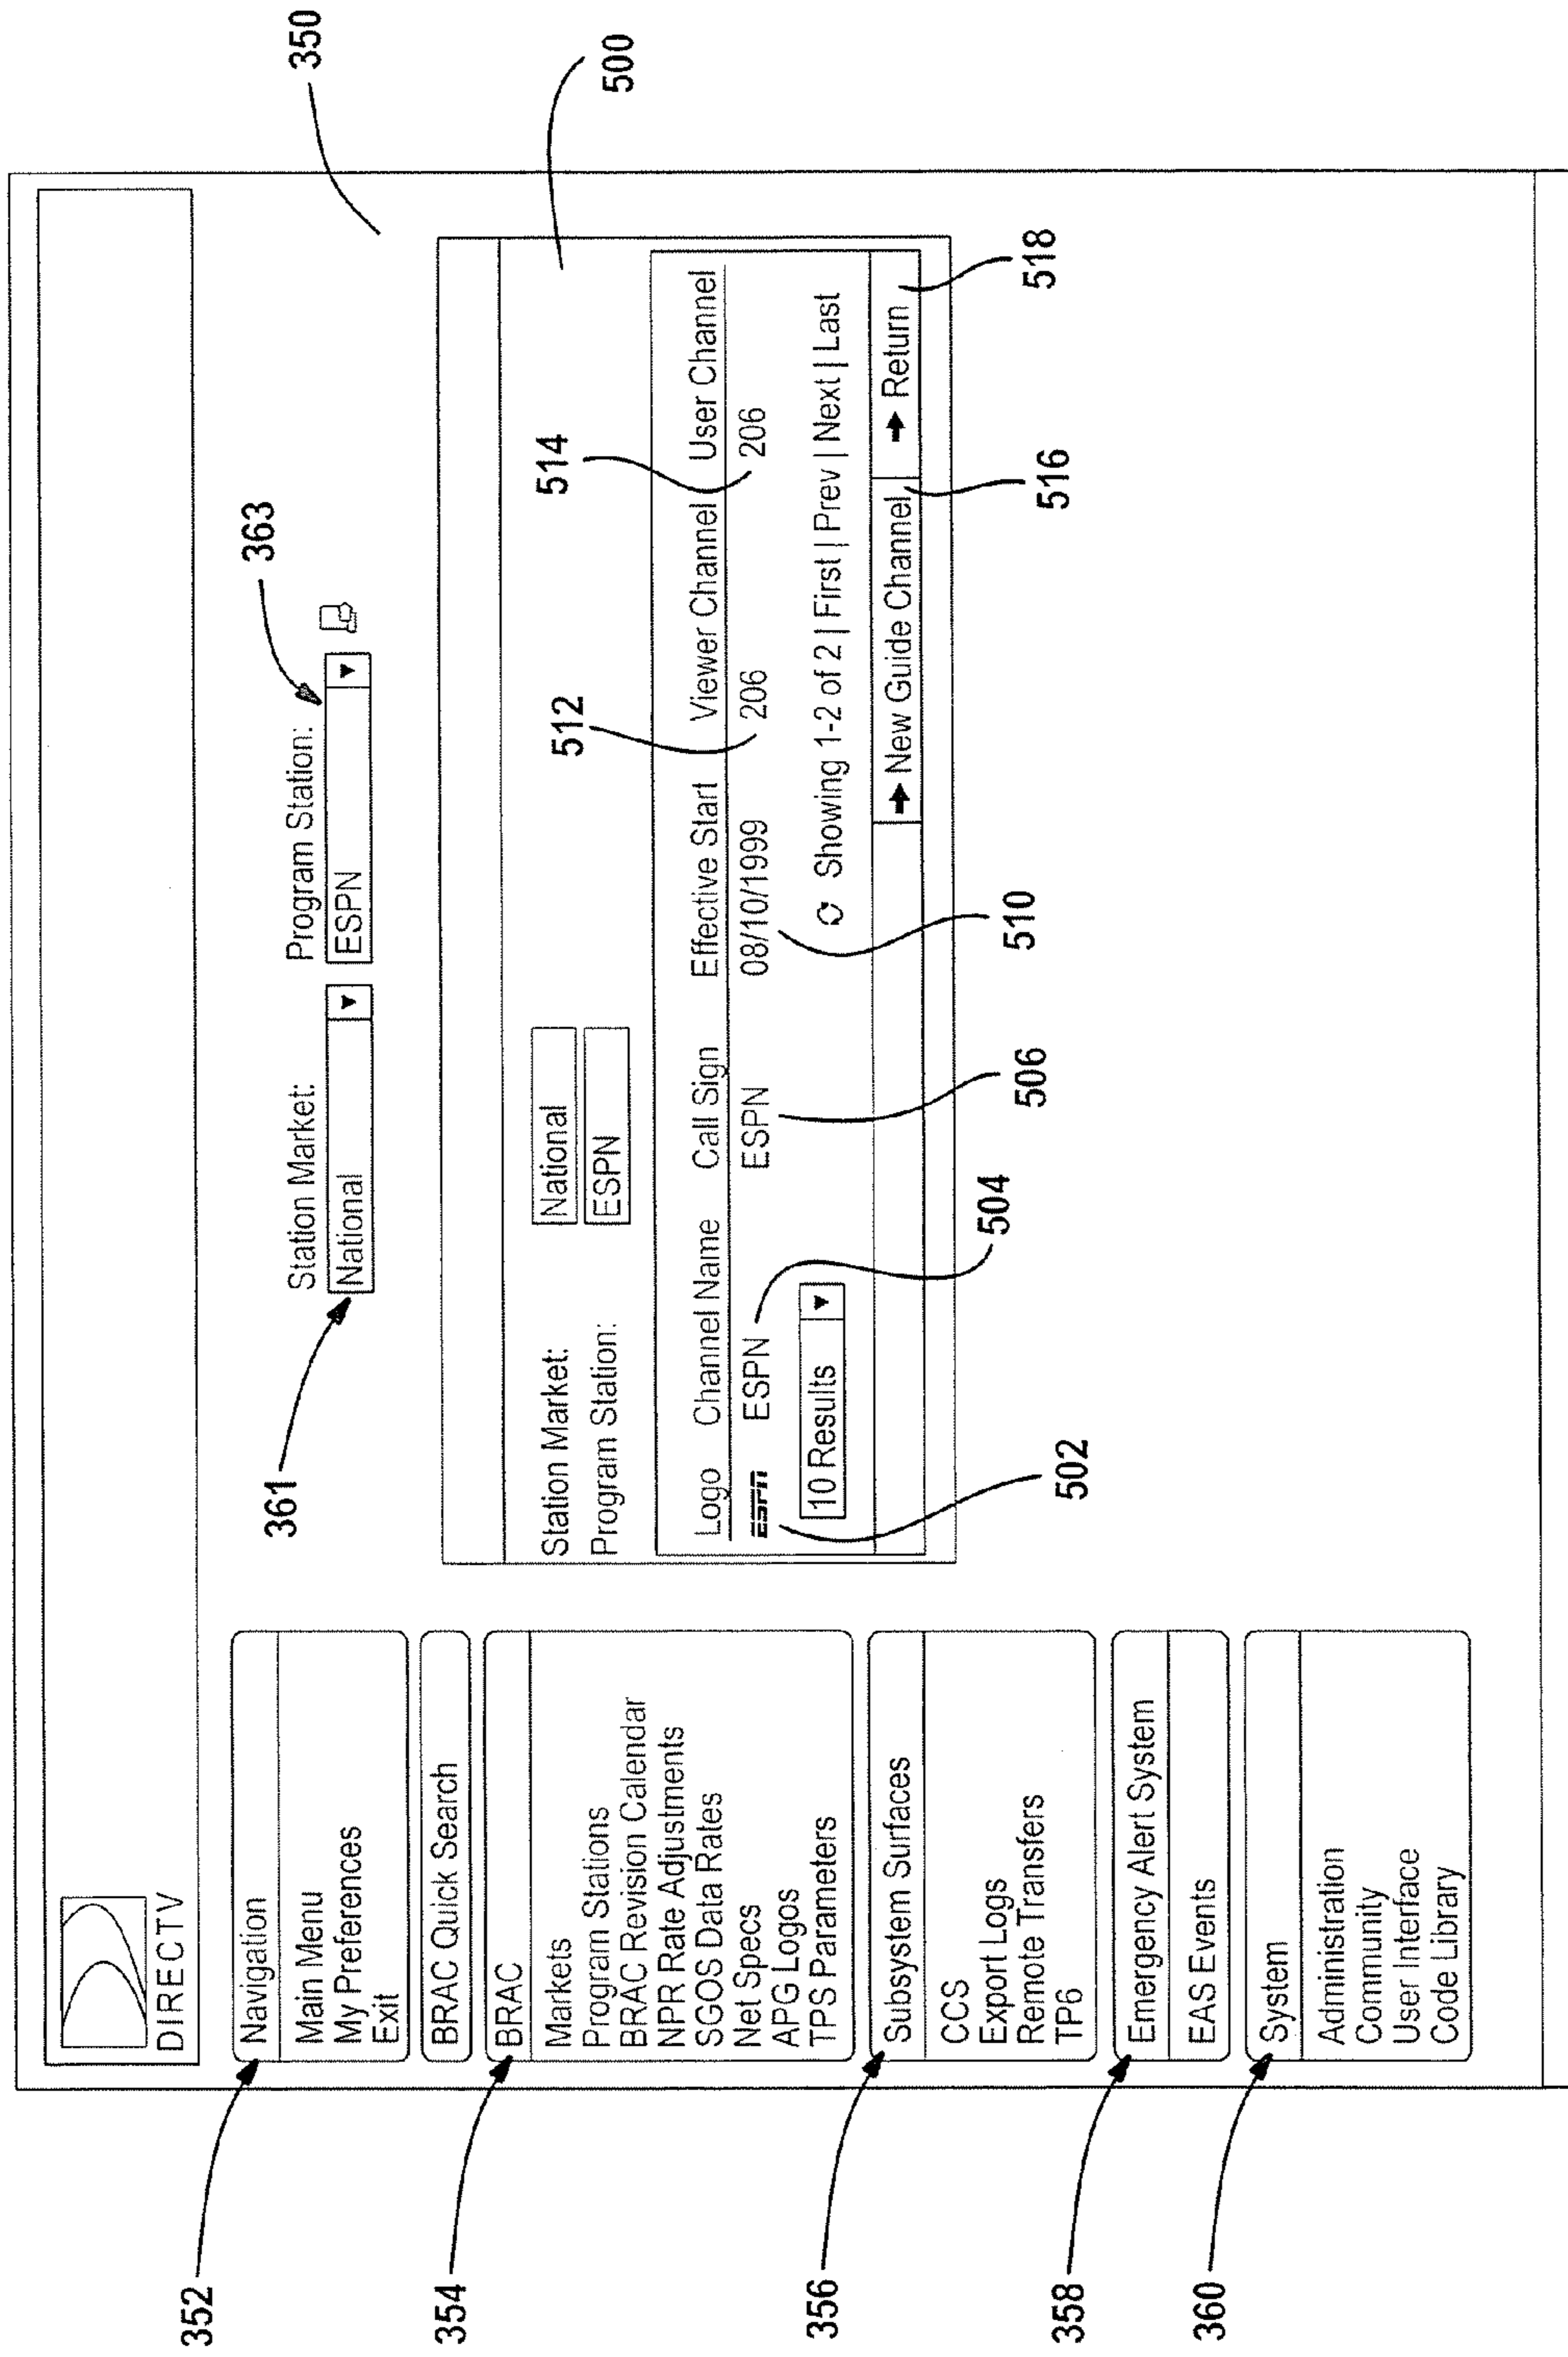 350
500
DIRECTV
352
Navigation
Main Menu
My Preferences
Exit
BRAC Quick Search
354
BRAC
Markets
Program Stations
BRAC Revision Calendar
NPR Rate Adjustments
SGOS Data Rates
Net Specs
APG Logos
TPS Parameters
356
Subsystem Surfaces
CCS
Export Logs
Remote Transfers
TP6
358
Emergency Alert System
EAS Events
360
System
Administration
Community
User Interface
Code Library
361
363
Station Market: Program Station:
National ESPN
Station Market: National
Program Station: ESPN
512
514
Logo Channel Name Call Sign Effective Start Viewer Channel User Channel
ESPN ESPN ESPN 08/10/1999 206 206
10 Results Showing 1-2 of 2 | First | Prev | Next | Last
New Guide Channel Return
502
504
506
510
516
518